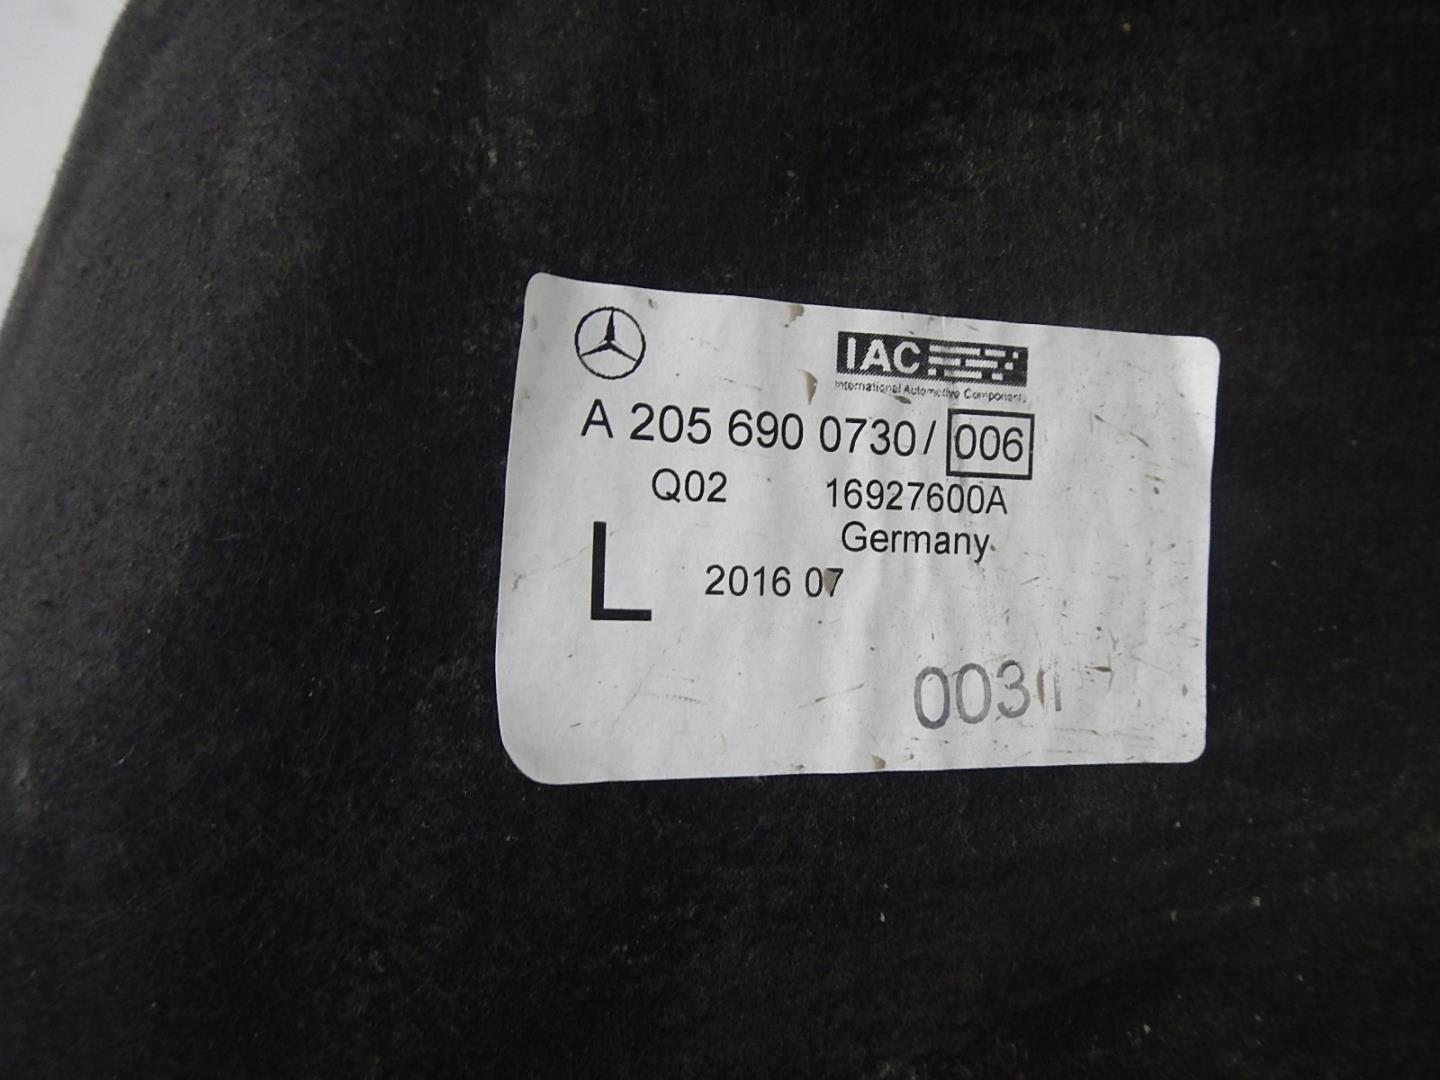 IAC
International Automotive Components
A 205 690 0730/ 006
Q02 16927600A
Germany
L 2016 07
003